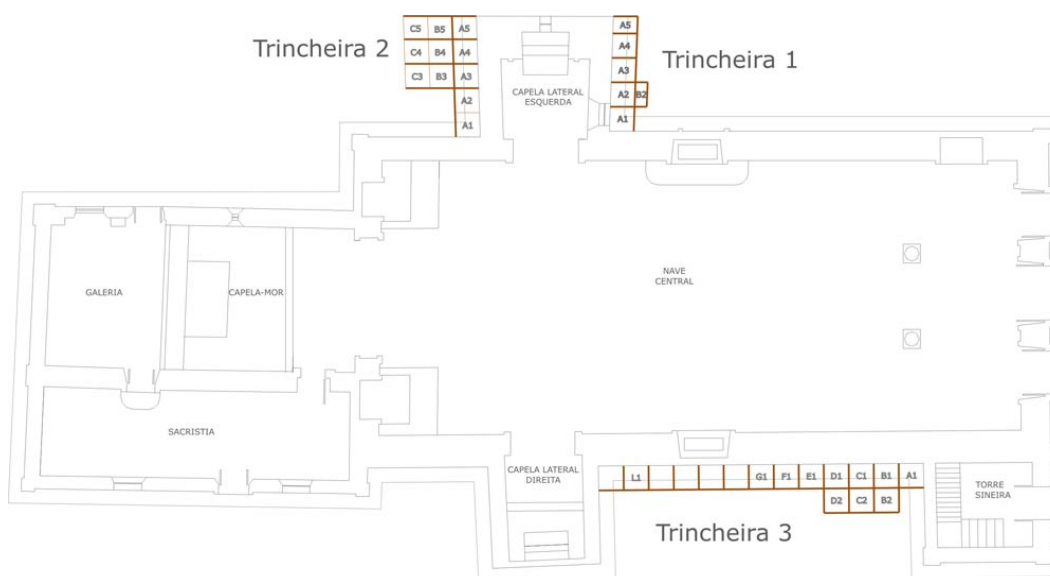 Trincheira 2
C5 B5 A5
C4 B4 A4
C3 B3 A3
A2
A1
CAPELA LATERAL
ESQUERDA
A5
A4
A3
A2 B2
A1
Trincheira 1
GALERIA
CAPELA-MOR
NAVE
CENTRAL
SACRISTIA
CAPELA LATERAL
DIREITA
L1 G1 F1 E1 D1 C1 B1 A1
D2 C2 B2
TORRE
SINEIRA
Trincheira 3